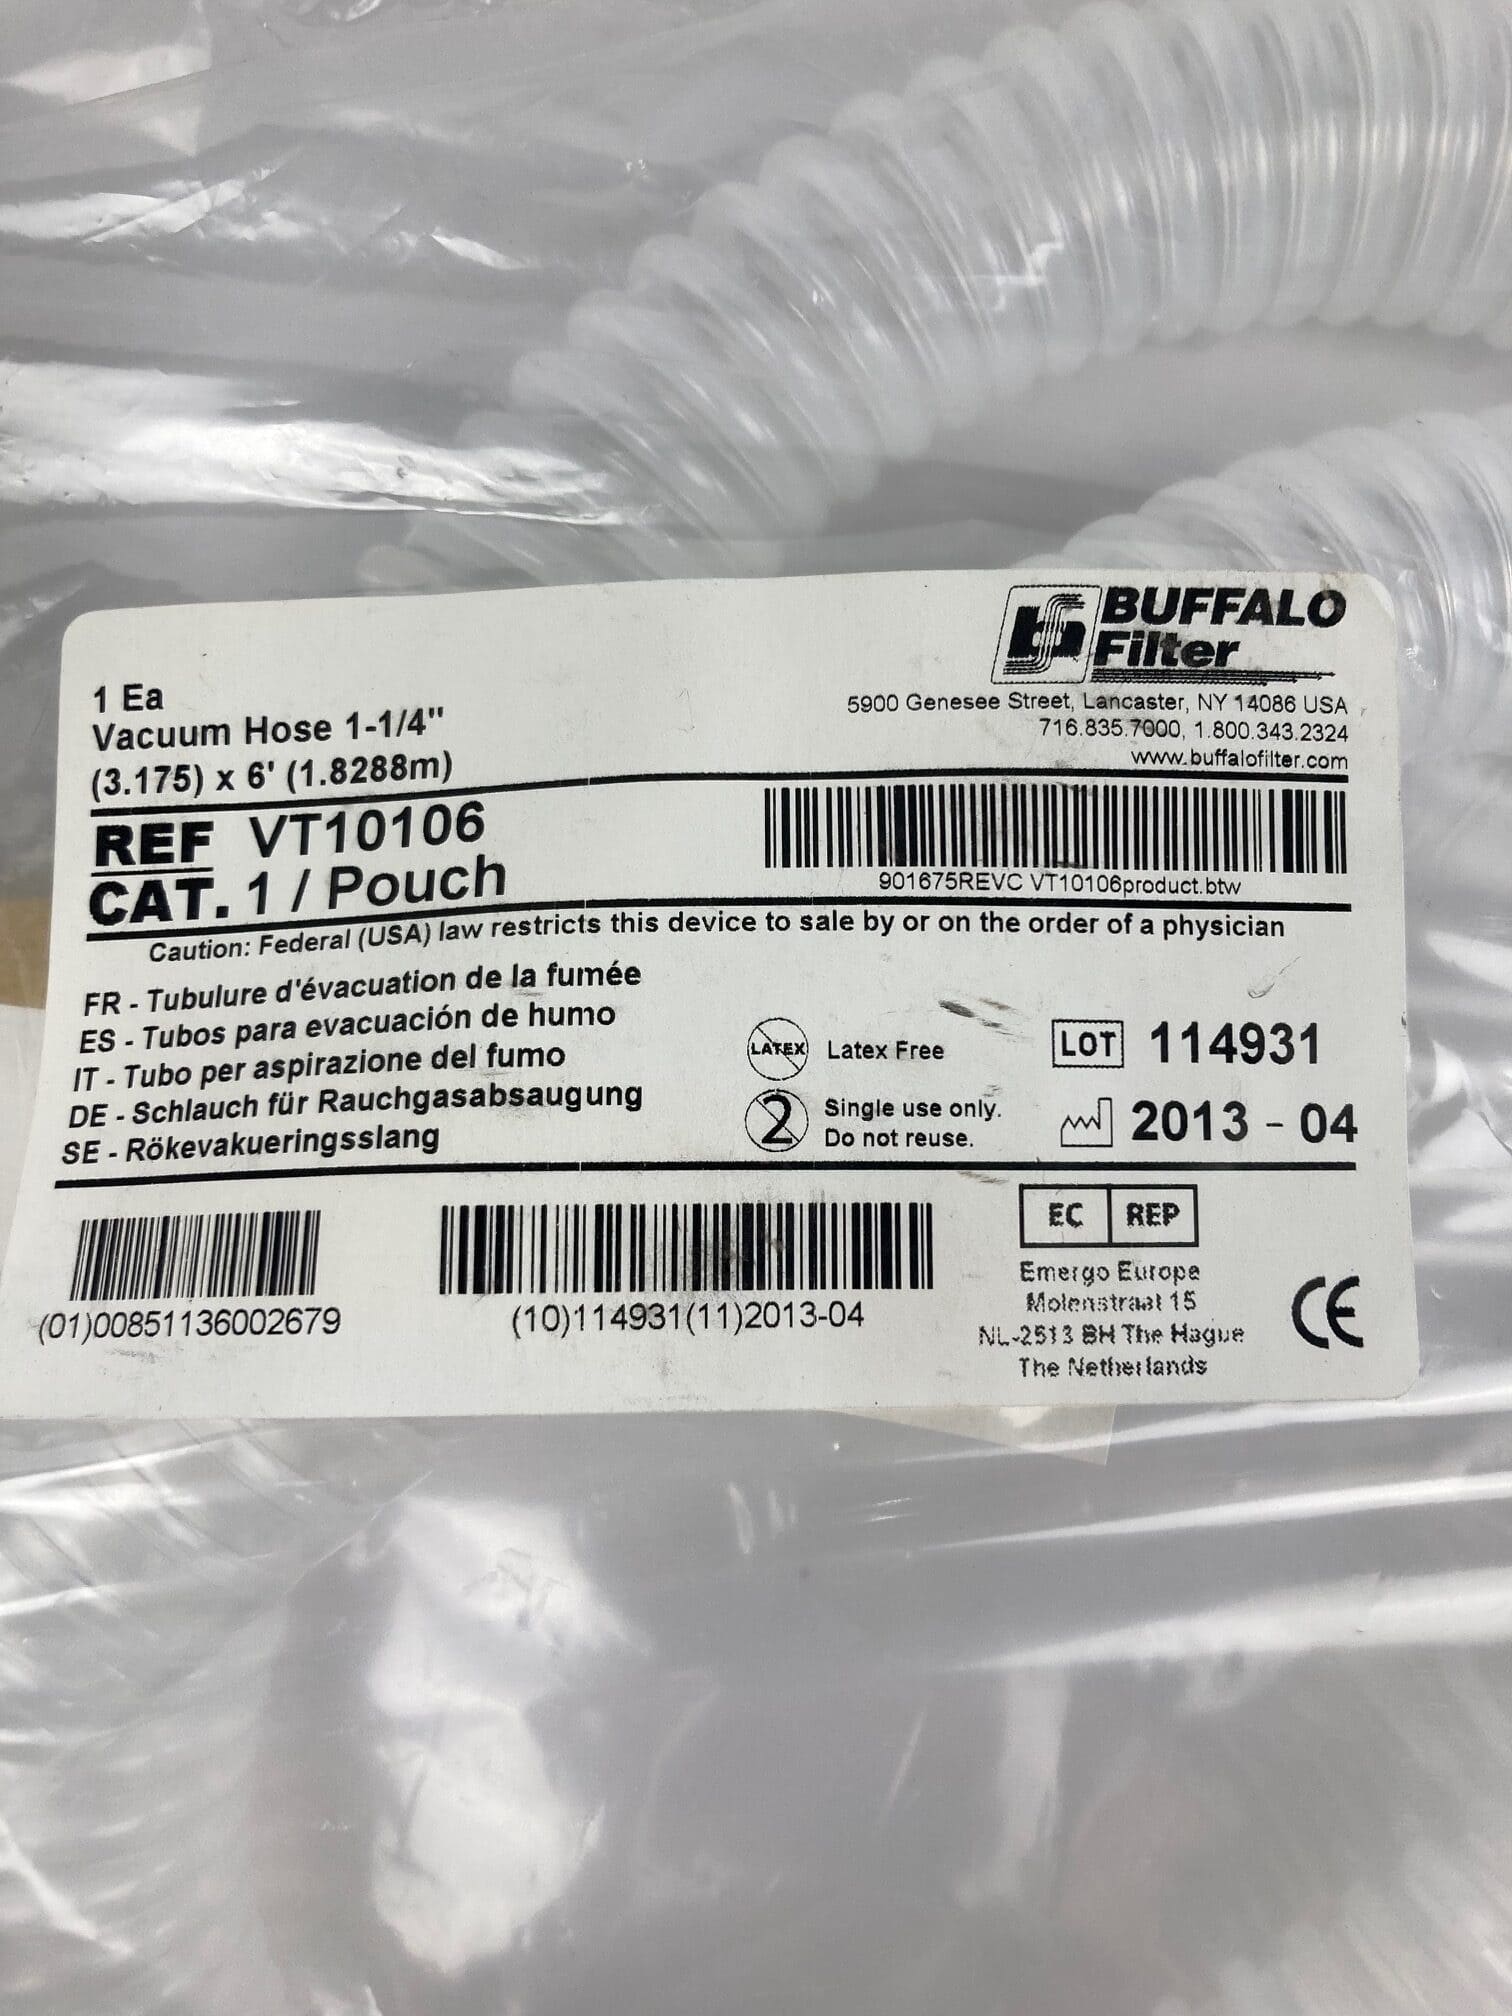 BUFFALO
Filter
5900 Genesee Street, Lancaster, NY 14086 USA
716.835.7000, 1.800.343.2324
www.buffalofilter.com
1 Ea
Vacuum Hose 1-1/4"
(3.175) x 6' (1.8288m)
REF VT10106
CAT. 1 / Pouch
901675REVC VT10106product.btw
Caution: Federal (USA) law restricts this device to sale by or on the order of a physician
FR - Tubulure d'évacuation de la fumée
ES - Tubos para evacuación de humo
IT - Tubo per aspirazione del fumo
DE - Schlauch für Rauchgasabsaugung
SE - Rökevakueringsslang
LATEX Latex Free
2 Single use only.
Do not reuse.
LOT 114931
2013 - 04
(01)00851136002679
(10)114931(11)2013-04
EC REP
Emergo Europe
Molenstraat 15
NL-2513 BH The Hague
The Netherlands
CE